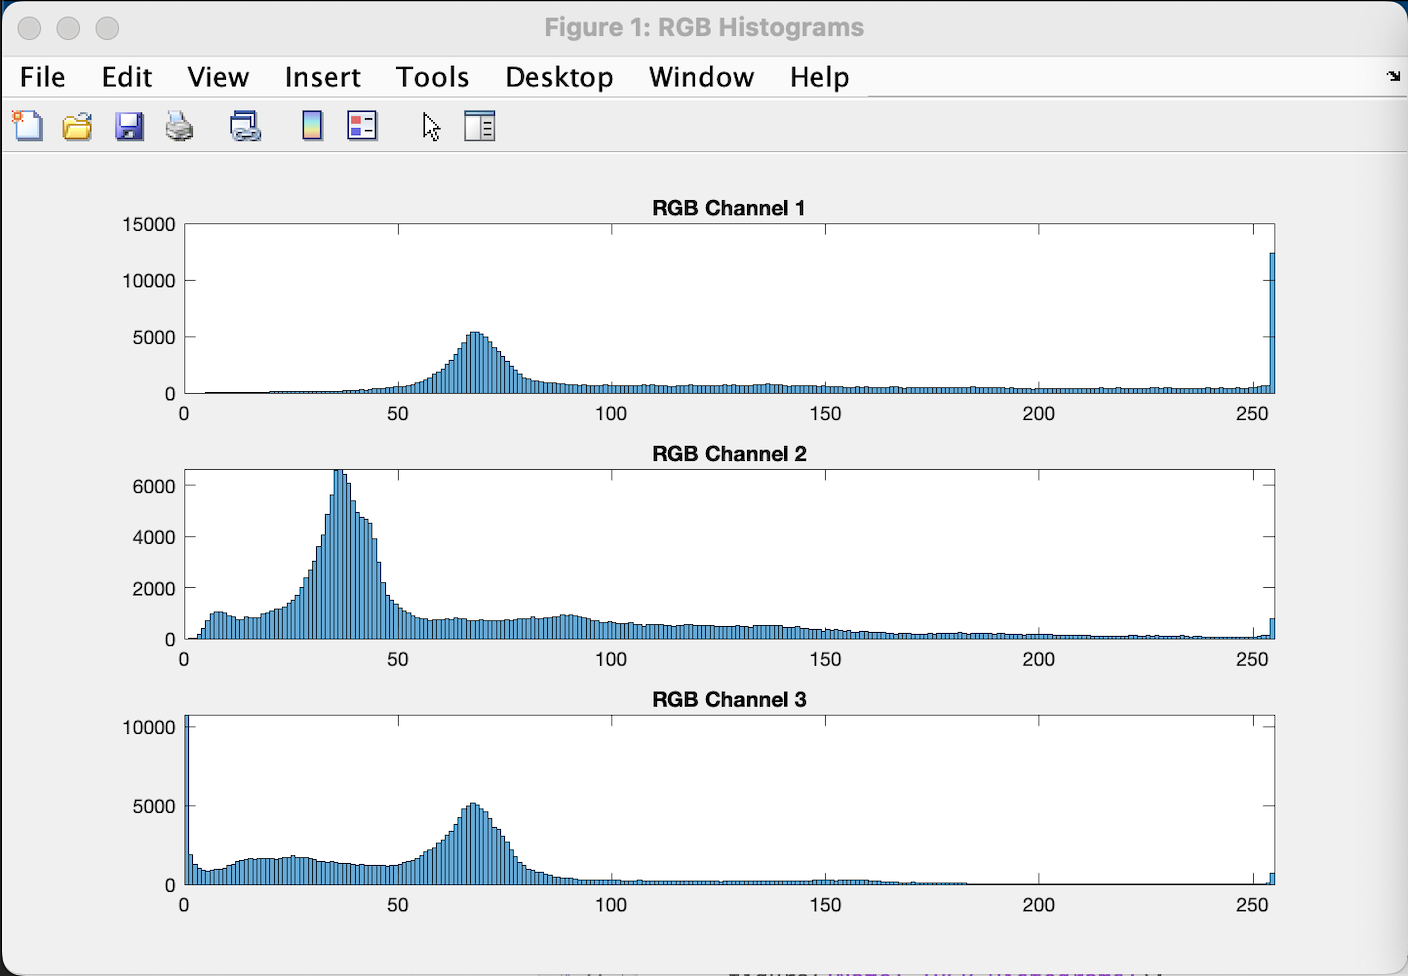 Figure 1: RGB Histograms
File Edit View Insert Tools Desktop Window Help
RGB Channel 1
15000
10000
5000
0
0 50 100 150 200 250
RGB Channel 2
6000
4000
2000
0
0 50 100 150 200 250
RGB Channel 3
10000
5000
0
0 50 100 150 200 250